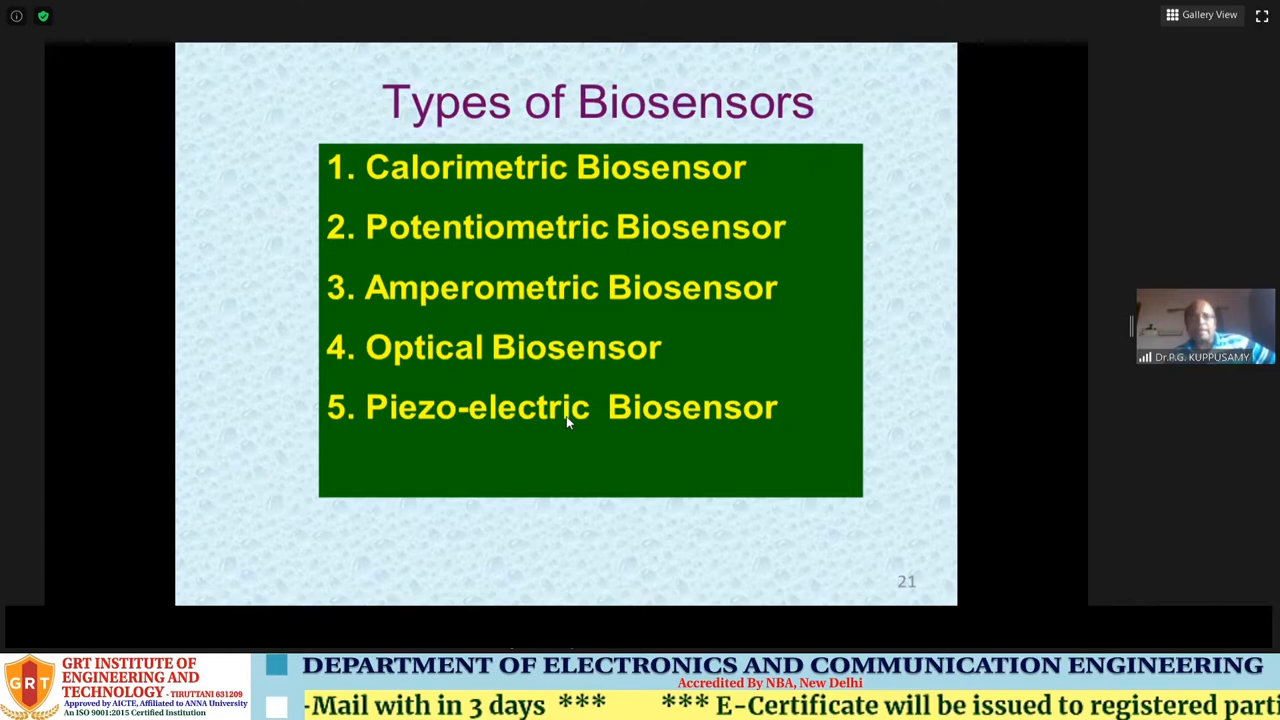 Gallery View
Types of Biosensors
1. Calorimetric Biosensor
2. Potentiometric Biosensor
3. Amperometric Biosensor
4. Optical Biosensor
5. Piezo-electric Biosensor
21
Dr.P.G. KUPPUSAMY
GRT
GRT INSTITUTE OF
ENGINEERING AND
TECHNOLOGY - TIRUTTANI 631209
Approved by AICTE, Affiliated to ANNA University
An ISO 9001:2015 Certified Institution
DEPARTMENT OF ELECTRONICS AND COMMUNICATION ENGINEERING
Accredited By NBA, New Delhi
-Mail with in 3 days *** *** E-Certificate will be issued to registered parti